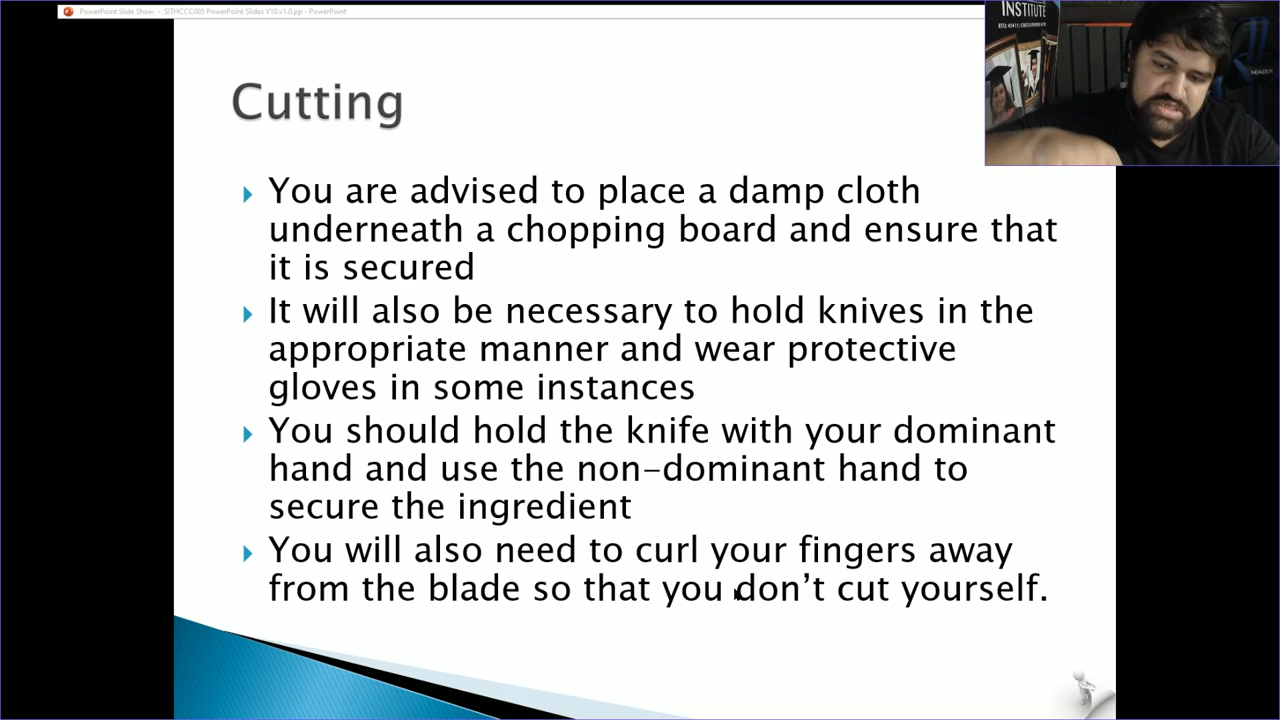 PowerPoint Slide Show - SITHCCC005 PowerPoint Slides V10.v1.0.pp - PowerPoint
INSTITUTE
Cutting
You are advised to place a damp cloth
underneath a chopping board and ensure that
it is secured
It will also be necessary to hold knives in the
appropriate manner and wear protective
gloves in some instances
You should hold the knife with your dominant
hand and use the non-dominant hand to
secure the ingredient
You will also need to curl your fingers away
from the blade so that you don't cut yourself.